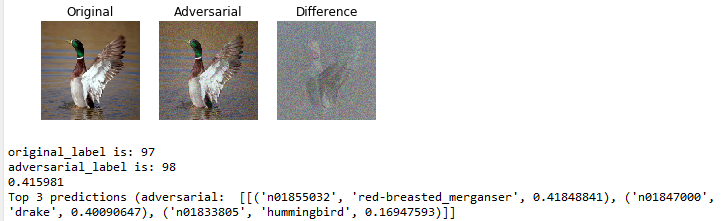 Original Adversarial Difference
original_label is: 97
adversarial_label is: 98
0.415981
Top 3 predictions (adversarial:  [[('n01855032', 'red-breasted_merganser', 0.41848841), ('n01847000',
'drake', 0.40090647), ('n01833805', 'hummingbird', 0.16947593)]]